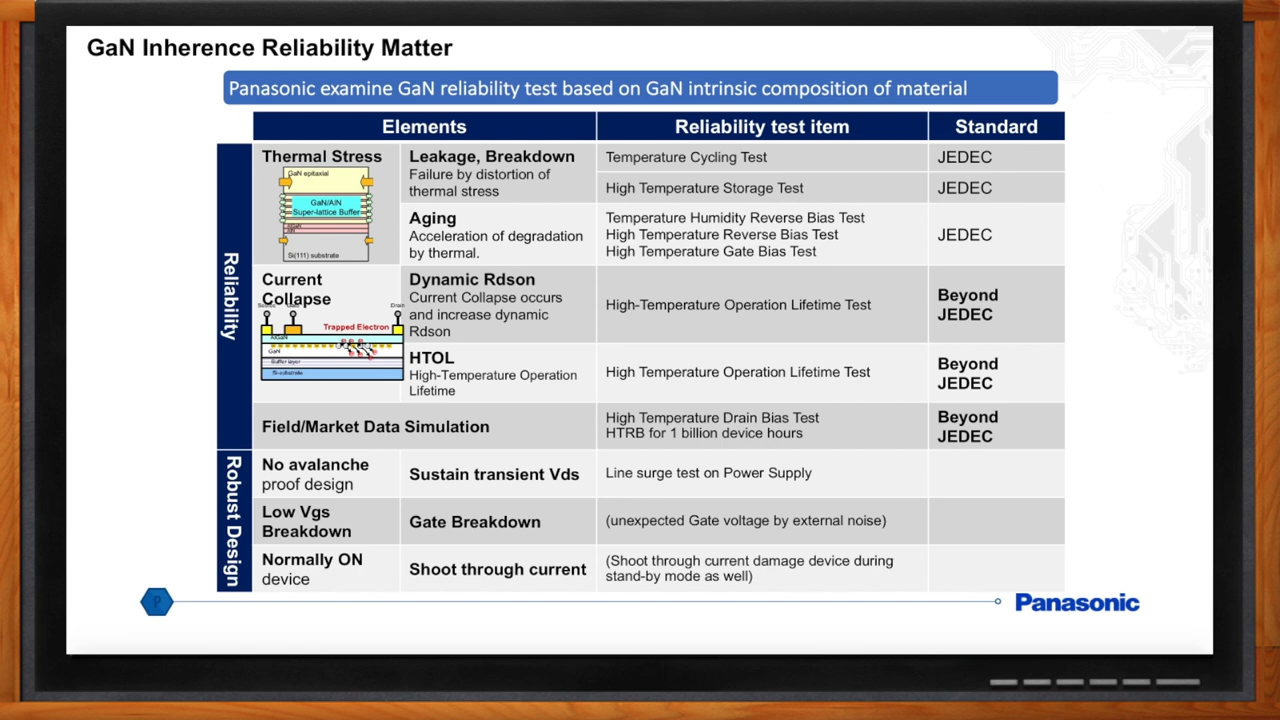 GaN Inherence Reliability Matter
Panasonic examine GaN reliability test based on GaN intrinsic composition of material
Elements
Reliability test item
Standard
Reliability
Thermal Stress
GaN epitaxial
GaN/AlN
Super-lattice Buffer
AlGaN
AlN
Si(111) substrate
Leakage, Breakdown
Failure by distortion of
thermal stress
Temperature Cycling Test
JEDEC
High Temperature Storage Test
JEDEC
Aging
Acceleration of degradation
by thermal.
Temperature Humidity Reverse Bias Test
High Temperature Reverse Bias Test
High Temperature Gate Bias Test
JEDEC
Current
Collapse
Drain
Trapped Electron
AlGaN
GaN
Buffer layer
Si-substrate
Dynamic Rdson
Current Collapse occurs
and increase dynamic
Rdson
High-Temperature Operation Lifetime Test
Beyond
JEDEC
HTOL
High-Temperature Operation
Lifetime
High Temperature Operation Lifetime Test
Beyond
JEDEC
Field/Market Data Simulation
High Temperature Drain Bias Test
HTRB for 1 billion device hours
Beyond
JEDEC
Robust Design
No avalanche
proof design
Sustain transient Vds
Line surge test on Power Supply
Low Vgs
Breakdown
Gate Breakdown
(unexpected Gate voltage by external noise)
Normally ON
device
Shoot through current
(Shoot through current damage device during
stand-by mode as well)
P
Panasonic